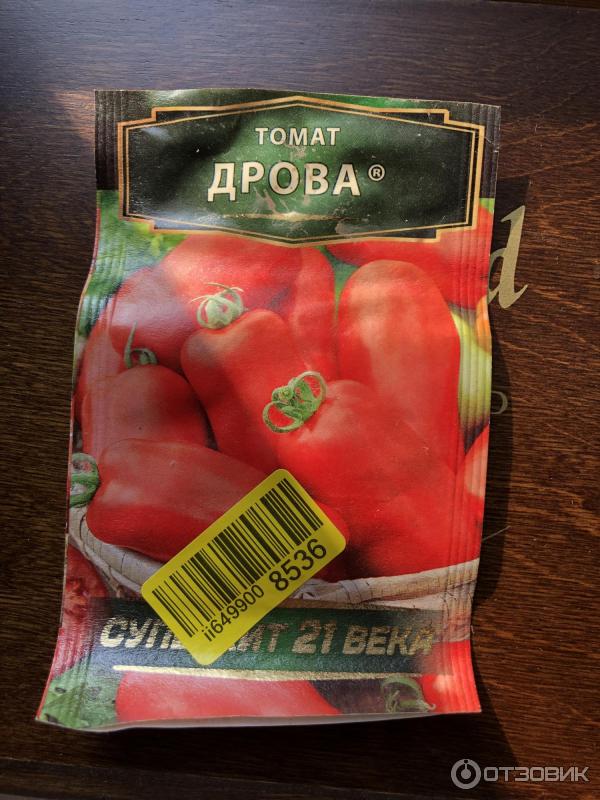 ТОМАТ
ДРОВА®
d
ii649900 8536
21 ВЕКА
ОТЗОВИК